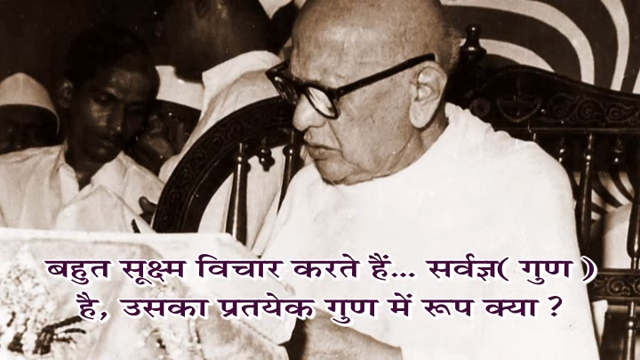 बहुत सूक्ष्म विचार करते हैं... सर्वज्ञ( गुण )
है, उसका प्रतयेक गुण में रूप क्या ?